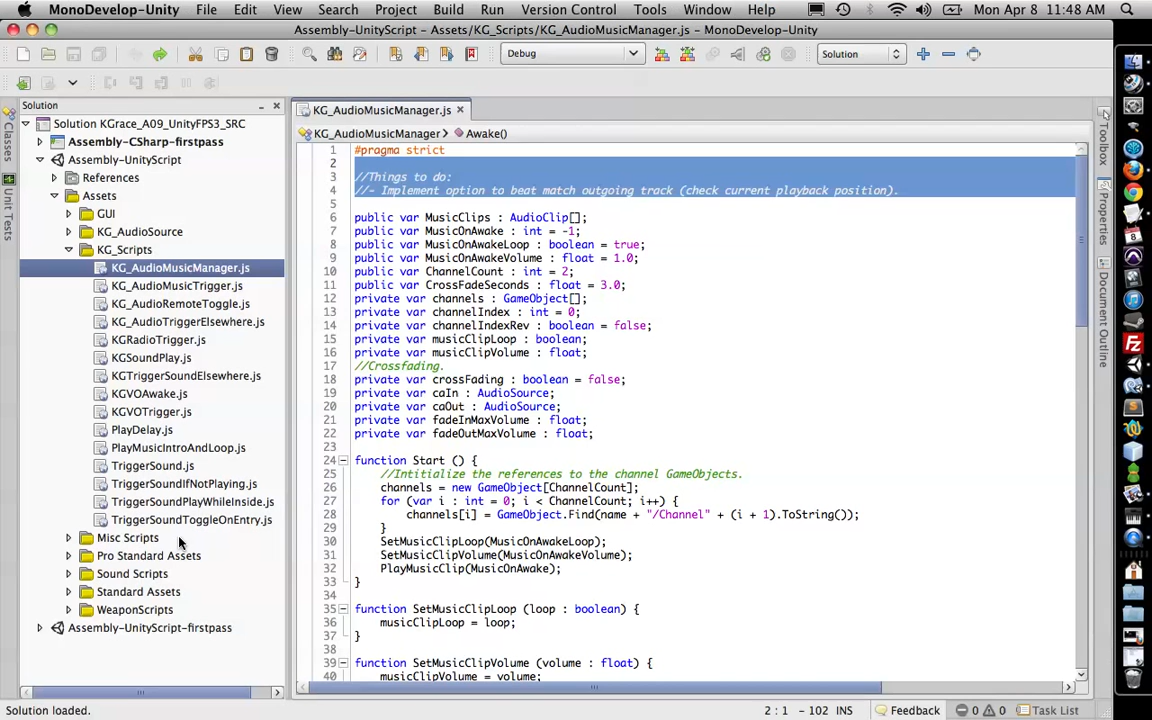 MonoDevelop-Unity File Edit View Search Project Build Run Version Control Tools Window Help Mon Apr 8 11:48 AM
Assembly-UnityScript - Assets/KG_Scripts/KG_AudioMusicManager.js - MonoDevelop-Unity
Debug
Solution
Solution
Classes
Unit Tests
Solution KGrace_A09_UnityFPS3_SRC
Assembly-CSharp-firstpass
Assembly-UnityScript
References
Assets
GUI
KG_AudioSource
KG_Scripts
KG_AudioMusicManager.js
KG_AudioMusicTrigger.js
KG_AudioRemoteToggle.js
KG_AudioTriggerElsewhere.js
KGRadioTrigger.js
KGSoundPlay.js
KGTriggerSoundElsewhere.js
KGVOAwake.js
KGVOTrigger.js
PlayDelay.js
PlayMusicIntroAndLoop.js
TriggerSound.js
TriggerSoundIfNotPlaying.js
TriggerSoundPlayWhileInside.js
TriggerSoundToggleOnEntry.js
Misc Scripts
Pro Standard Assets
Sound Scripts
Standard Assets
WeaponScripts
Assembly-UnityScript-firstpass
KG_AudioMusicManager.js
KG_AudioMusicManager Awake()
1 #pragma strict
2
3 //Things to do:
4 //- Implement option to beat match outgoing track (check current playback position).
5
6 public var MusicClips : AudioClip[];
7 public var MusicOnAwake : int = -1;
8 public var MusicOnAwakeLoop : boolean = true;
9 public var MusicOnAwakeVolume : float = 1.0;
10 public var ChannelCount : int = 2;
11 public var CrossFadeSeconds : float = 3.0;
12 private var channels : GameObject[];
13 private var channelIndex : int = 0;
14 private var channelIndexRev : boolean = false;
15 private var musicClipLoop : boolean;
16 private var musicClipVolume : float;
17 //Crossfading.
18 private var crossFading : boolean = false;
19 private var caIn : AudioSource;
20 private var caOut : AudioSource;
21 private var fadeInMaxVolume : float;
22 private var fadeOutMaxVolume : float;
23
24 function Start () {
25 //Intitialize the references to the channel GameObjects.
26 channels = new GameObject[ChannelCount];
27 for (var i : int = 0; i < ChannelCount; i++) {
28 channels[i] = GameObject.Find(name + "/Channel" + (i + 1).ToString());
29 }
30 SetMusicClipLoop(MusicOnAwakeLoop);
31 SetMusicClipVolume(MusicOnAwakeVolume);
32 PlayMusicClip(MusicOnAwake);
33 }
34
35 function SetMusicClipLoop (loop : boolean) {
36 musicClipLoop = loop;
37 }
38
39 function SetMusicClipVolume (volume : float) {
40 musicClipVolume = volume;
Toolbox
Properties
Document Outline
Solution loaded.
2 : 1 - 102 INS
Feedback
0 0
Task List